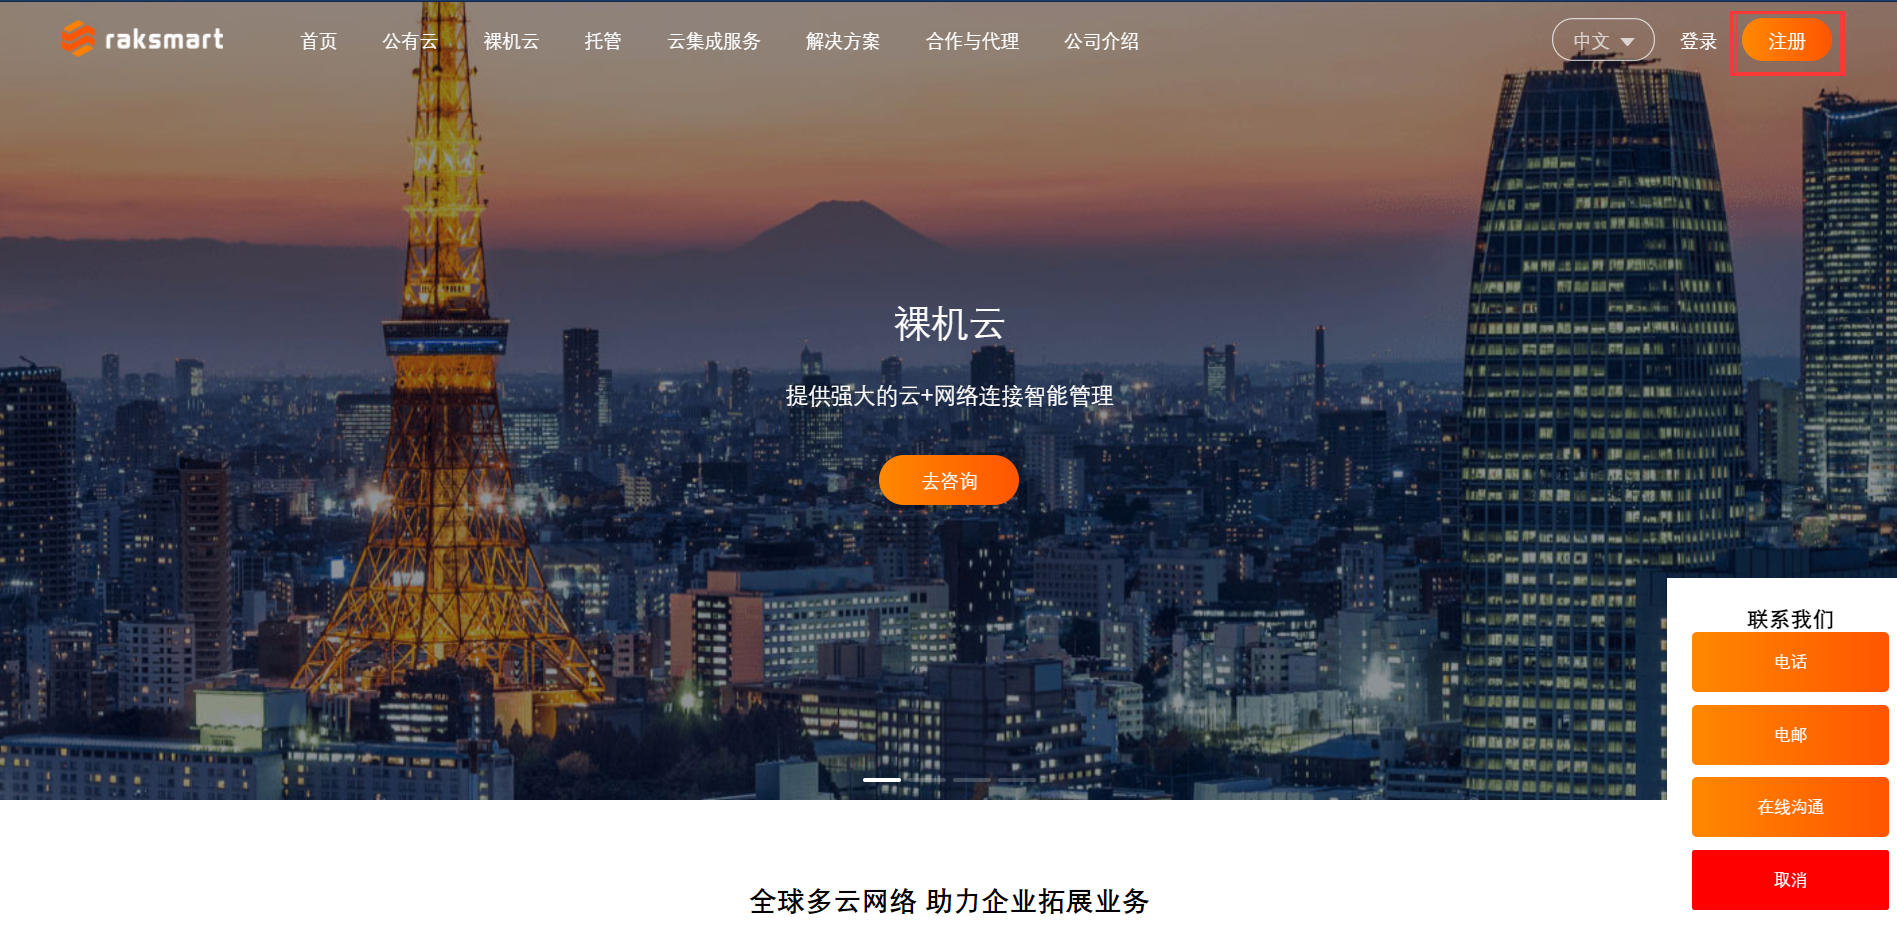 raksmart
首页 公有云 裸机云 托管 云集成服务 解决方案 合作与代理 公司介绍 中文 登录 注册
裸机云
提供强大的云+网络连接智能管理
去咨询
联系我们
电话
电邮
在线沟通
取消
全球多云网络 助力企业拓展业务